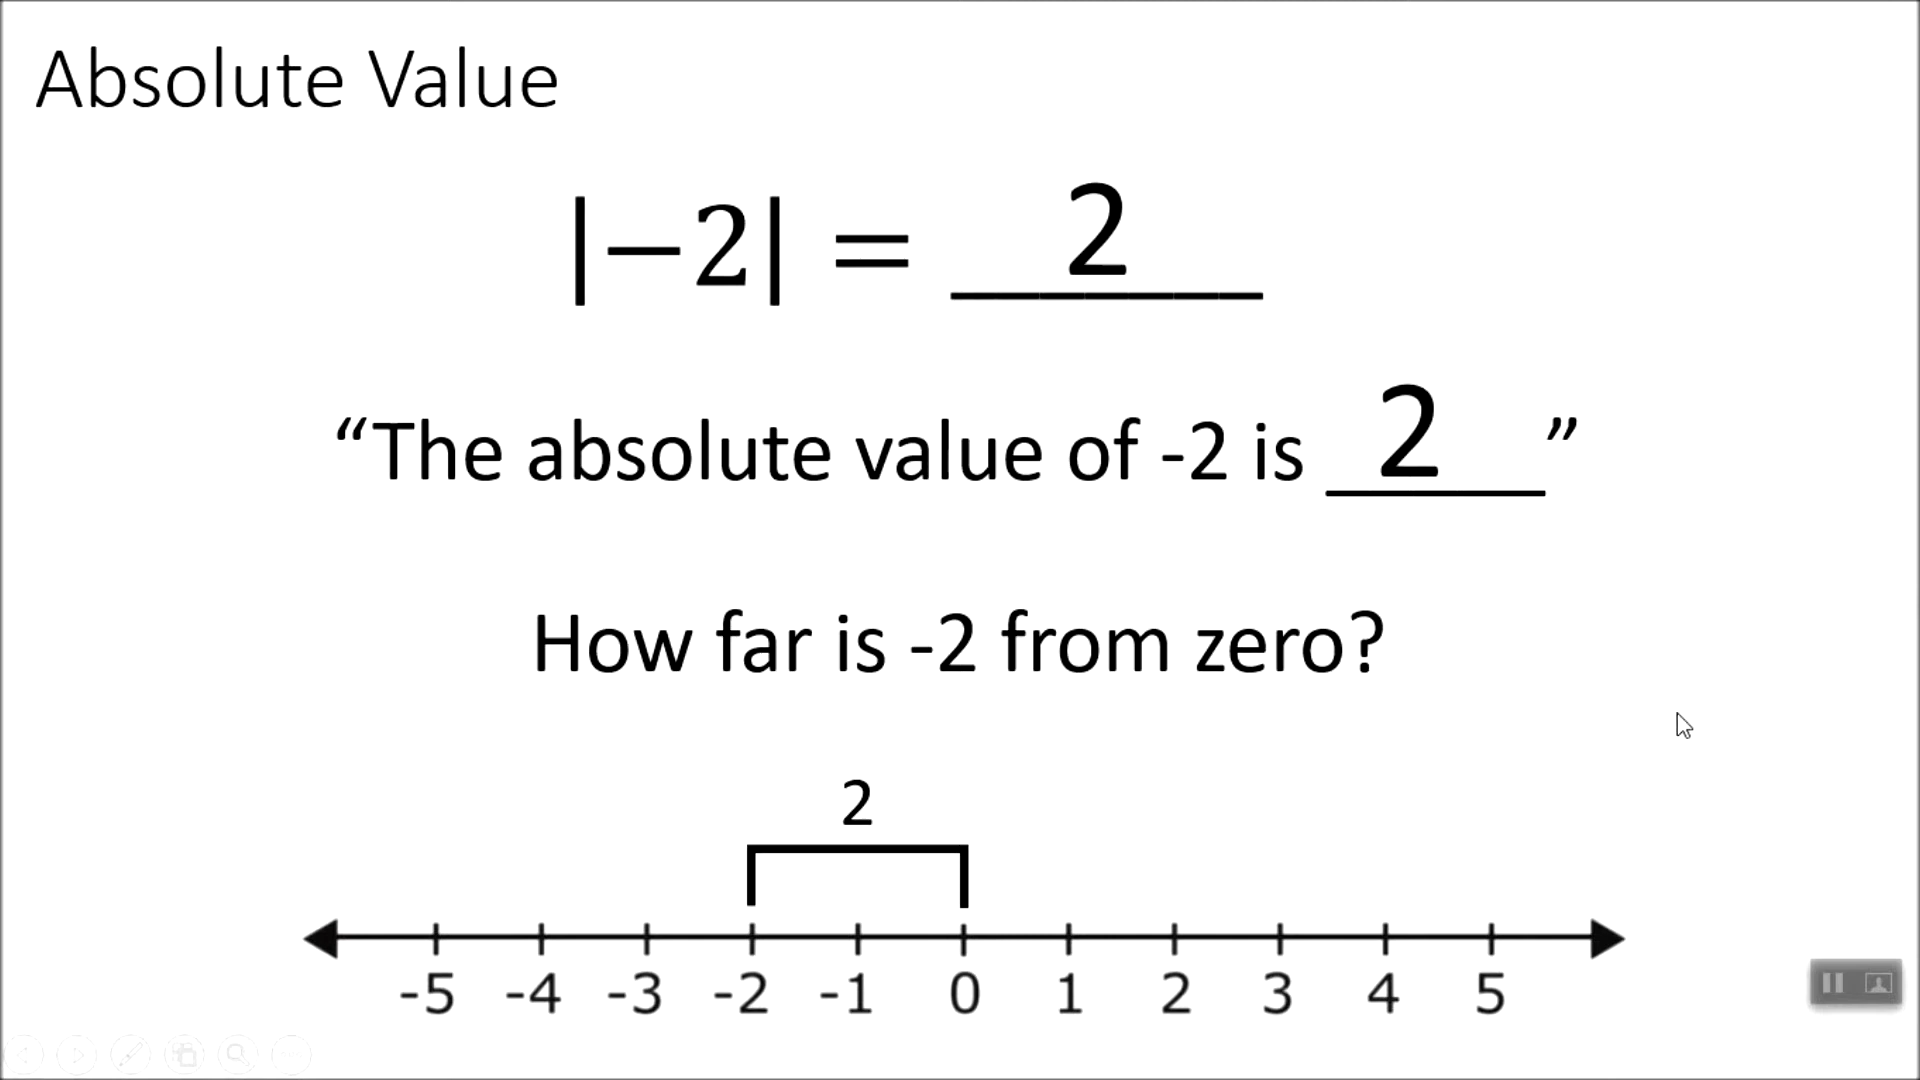 Absolute Value
|−2| = 2
“The absolute value of -2 is 2”
How far is -2 from zero?
2
-5 -4 -3 -2 -1 0 1 2 3 4 5